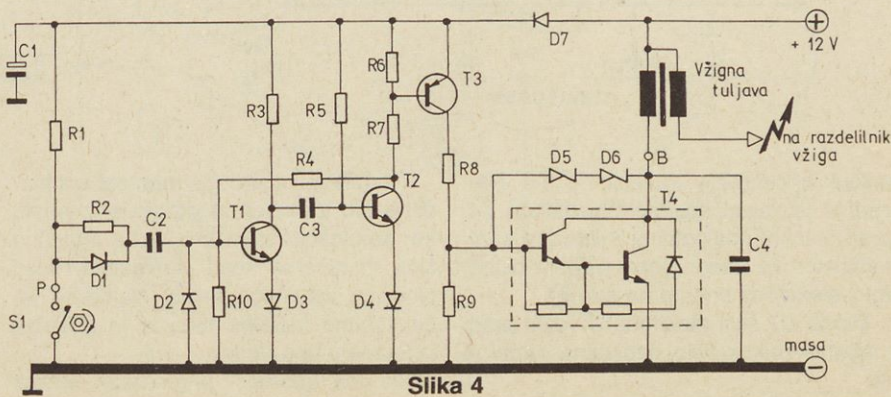 C1
R1
R2
C2
D1
P
S1
D2
R10
R3
R4
T1
C3
D3
R5
R6
R7
T2
D4
T3
R8
R9
D7
D5
D6
B
T4
C4
+ 12 V
Vžigna
tuljava
na razdelilnik
vžiga
masa
Slika 4